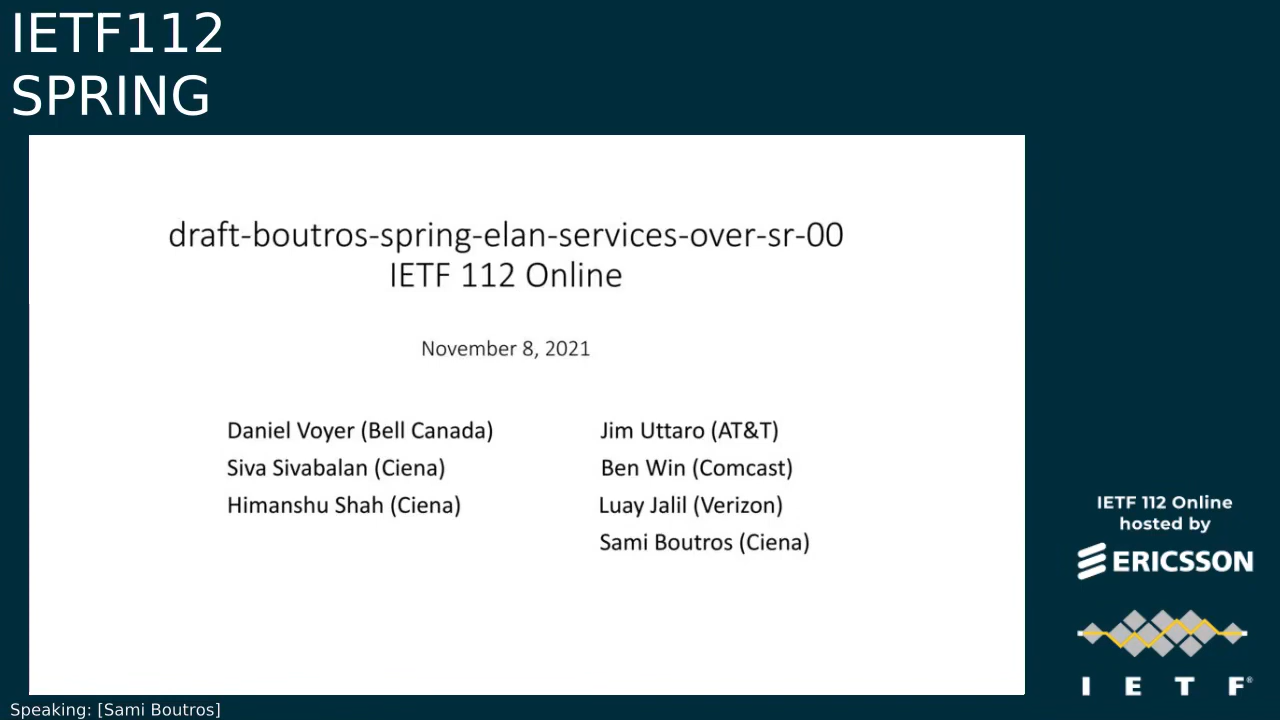 IETF112
SPRING
draft-boutros-spring-elan-services-over-sr-00
IETF 112 Online
November 8, 2021
Daniel Voyer (Bell Canada)
Siva Sivabalan (Ciena)
Himanshu Shah (Ciena)
Jim Uttaro (AT&T)
Ben Win (Comcast)
Luay Jalil (Verizon)
Sami Boutros (Ciena)
IETF 112 Online
hosted by
ERICSSON
I E T F®
Speaking: [Sami Boutros]